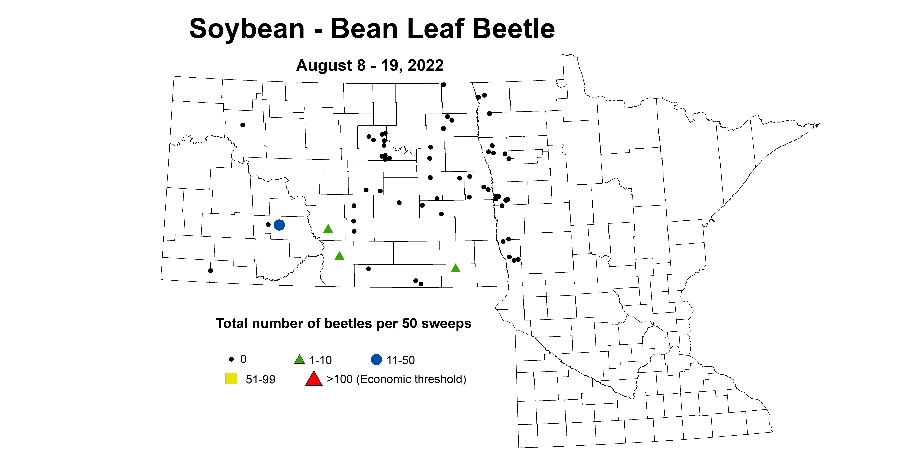 Soybean - Bean Leaf Beetle
August 8 - 19, 2022
Total number of beetles per 50 sweeps
0 1-10 11-50
51-99 >100 (Economic threshold)